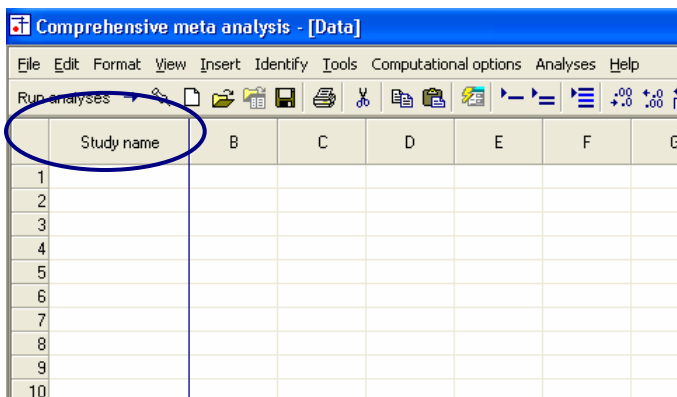 Comprehensive meta analysis - [Data]
File Edit Format View Insert Identify Tools Computational options Analyses Help
Run analyses
Study name B C D E F
1
2
3
4
5
6
7
8
9
10